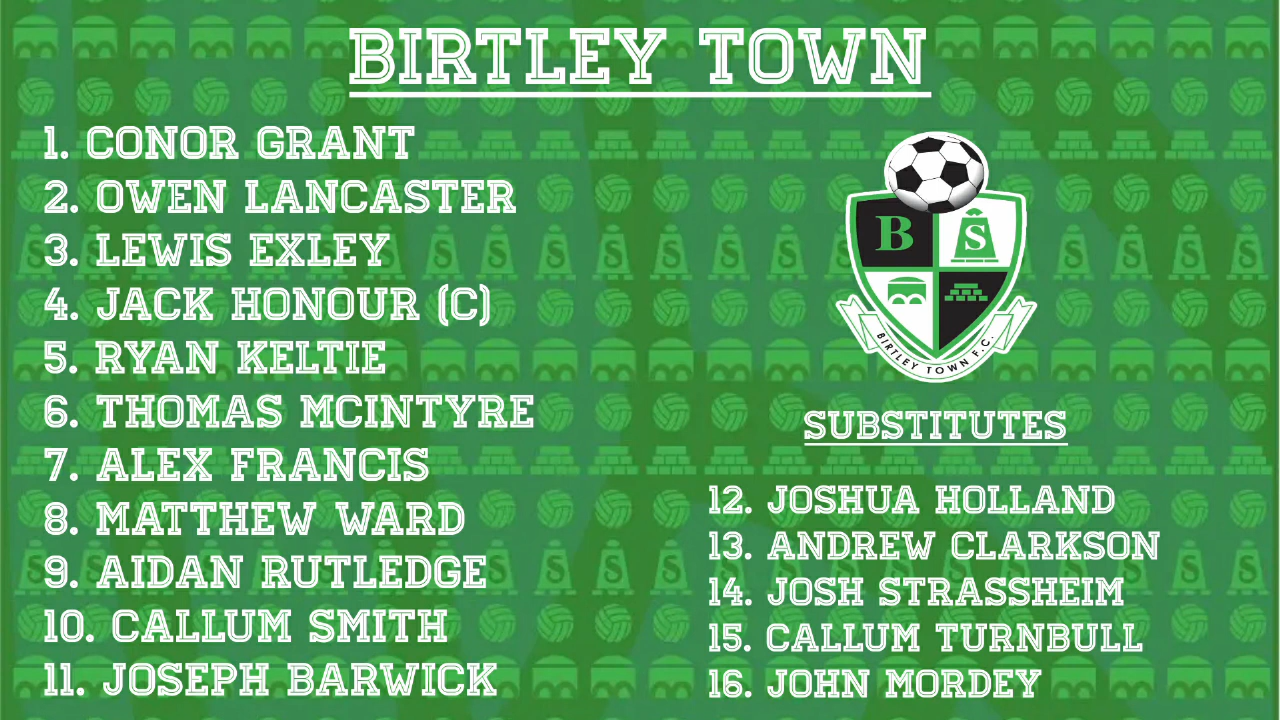 BIRTLEY TOWN
1. CONOR GRANT
2. OWEN LANCASTER
3. LEWIS EXLEY
4. JACK HONOUR (C)
5. RYAN KELTIE
6. THOMAS MCINTYRE
7. ALEX FRANCIS
8. MATTHEW WARD
9. AIDAN RUTLEDGE
10. CALLUM SMITH
11. JOSEPH BARWICK
B S
BIRTLEY TOWN F.C.
SUBSTITUTES
12. JOSHUA HOLLAND
13. ANDREW CLARKSON
14. JOSH STRASSHEIM
15. CALLUM TURNBULL
16. JOHN MORDEY